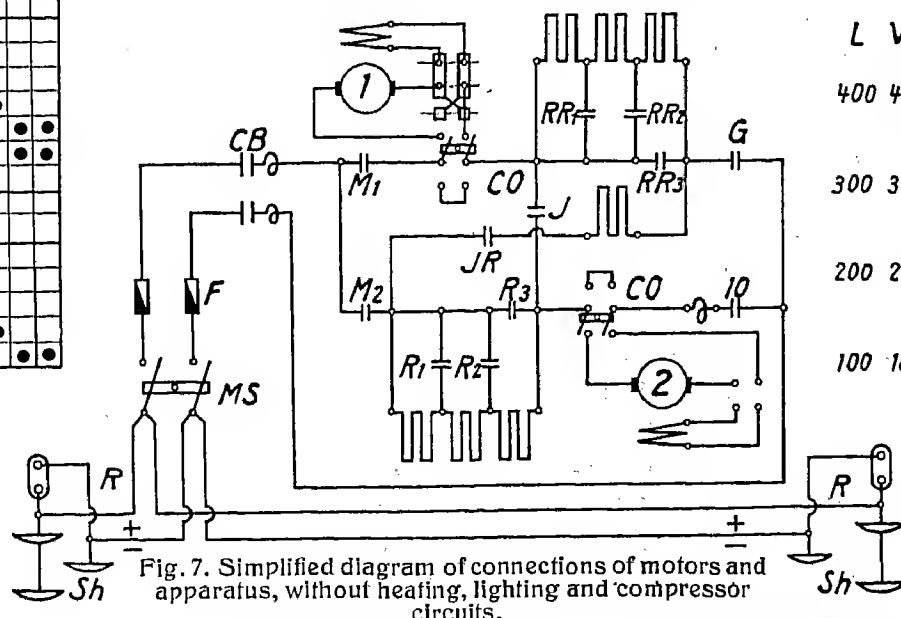 L V
400 4
300 3
200 2
100 1
1
CB
M1
CO
RR1
RR2
RR3
G
J
JR
F
M2
R3
CO
10
R1
R2
2
MS
R
R
+
−
+
−
Sh
Sh
Fig. 7. Simplified diagram of connections of motors and
apparatus, without heating, lighting and compressor
circuits.